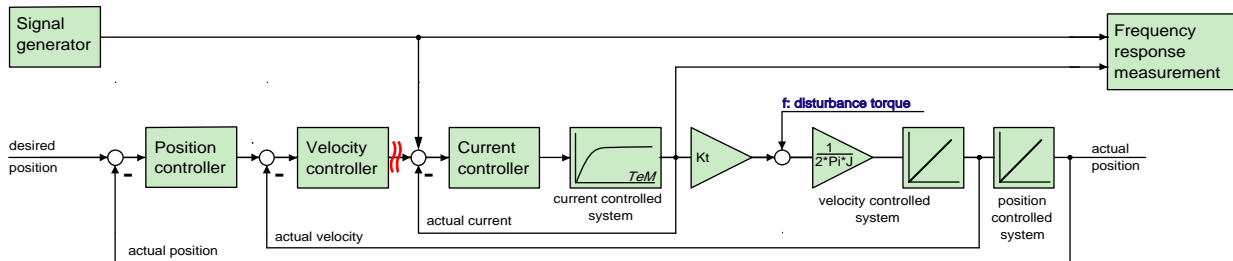 Signal
generator
Frequency
response
measurement
f: disturbance torque
desired
position
Position
controller
Velocity
controller
Current
controller
TeM
Kt
1
2*Pi*J
actual
position
-
-
-
current controlled
system
velocity controlled
system
position
controlled
system
actual current
actual velocity
actual position